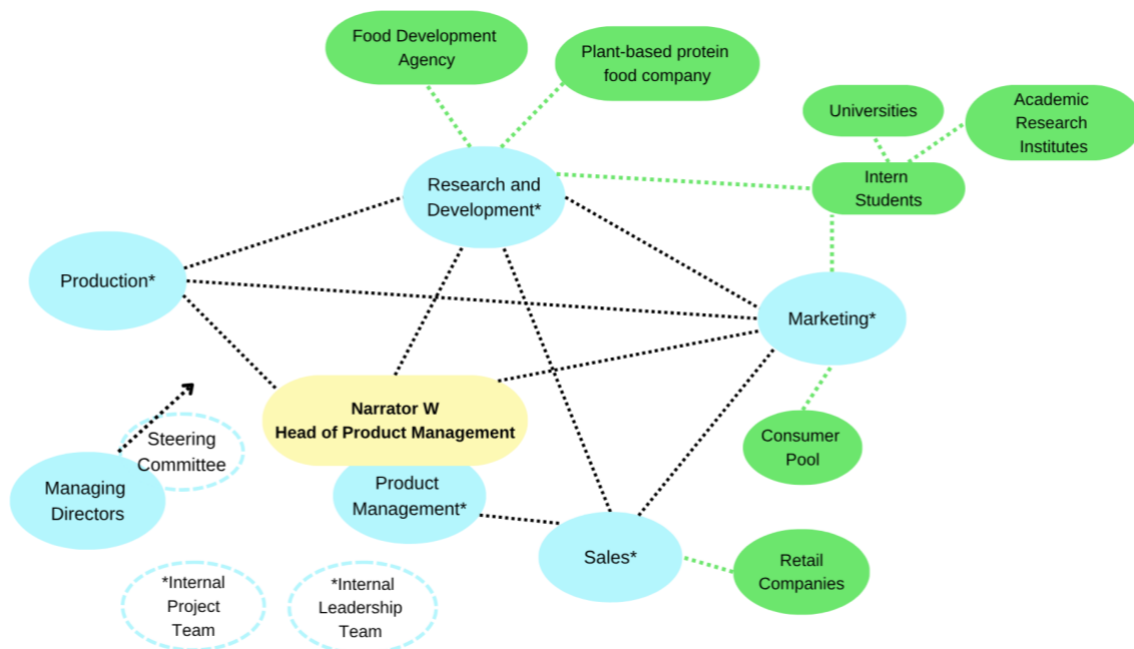 Food Development
Agency
Plant-based protein
food company
Universities
Academic
Research
Institutes
Intern
Students
Research and
Development*
Production*
Marketing*
Narrator W
Head of Product Management
Steering
Committee
Managing
Directors
Product
Management*
Consumer
Pool
Sales*
Retail
Companies
*Internal
Project
Team
*Internal
Leadership
Team